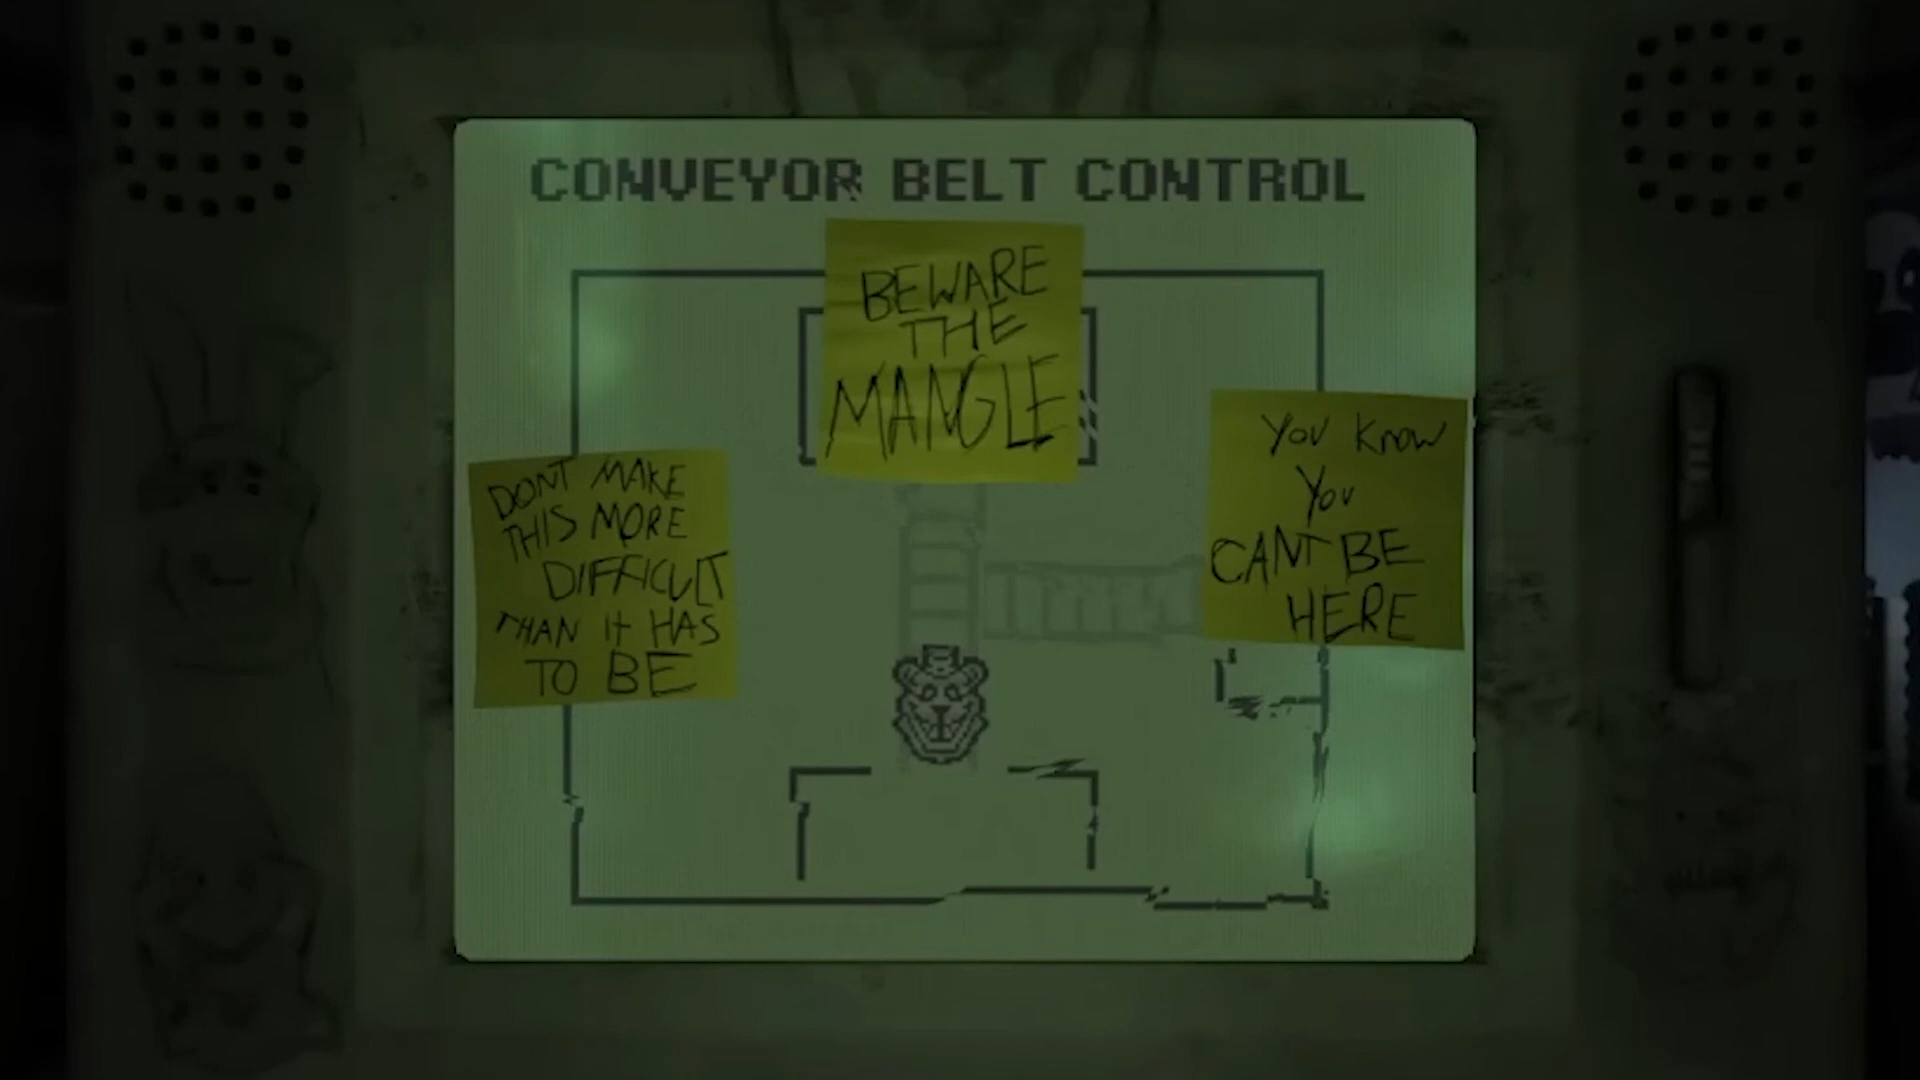 CONVEYOR BELT CONTROL
BEWARE
THE
MANGLE
DONT MAKE
THIS MORE
DIFFICULT
THAN It HAS
TO BE
You know
You
CANT BE
HERE